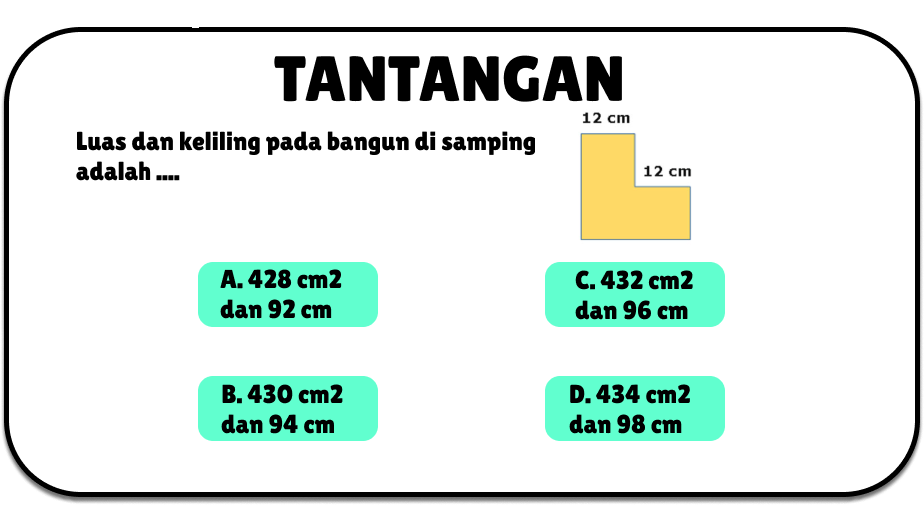 TANTANGAN
12 cm
Luas dan keliling pada bangun di samping
adalah ....
12 cm
A. 428 cm2
dan 92 cm
C. 432 cm2
dan 96 cm
B. 430 cm2
dan 94 cm
D. 434 cm2
dan 98 cm